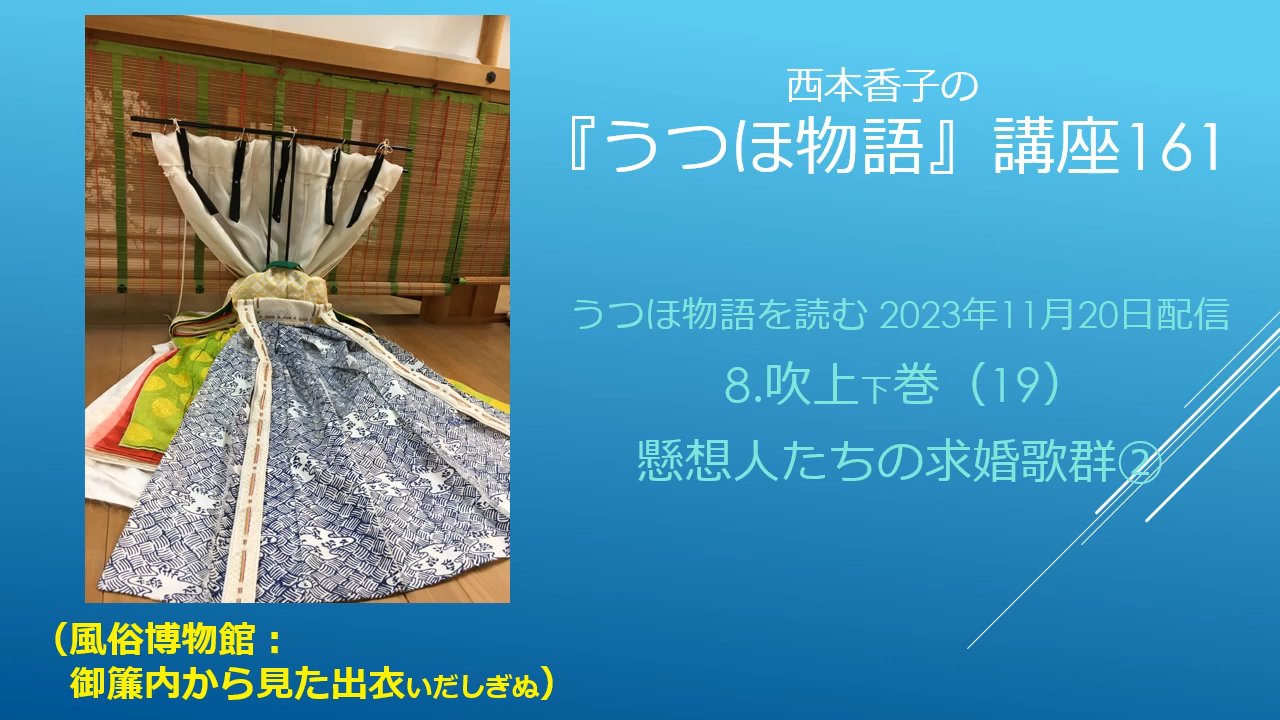 西本香子の
『うつほ物語』講座161
うつほ物語を読む 2023年11月20日配信
8.吹上下巻（19）
懸想人たちの求婚歌群②
（風俗博物館：
御簾内から見た出衣いだしぎぬ）